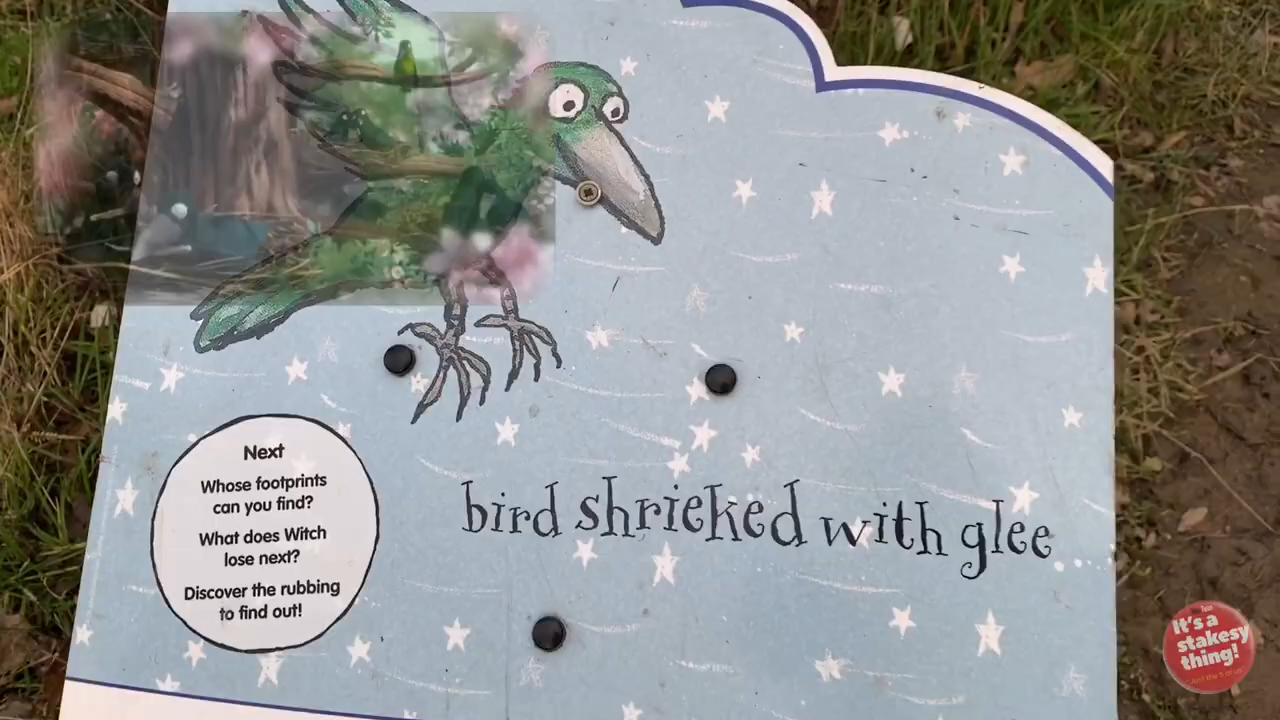 bird shrieked with glee
Next
Whose footprints
can you find?
What does Witch
lose next?
Discover the rubbing
to find out!
It's a
stakesy
thing!